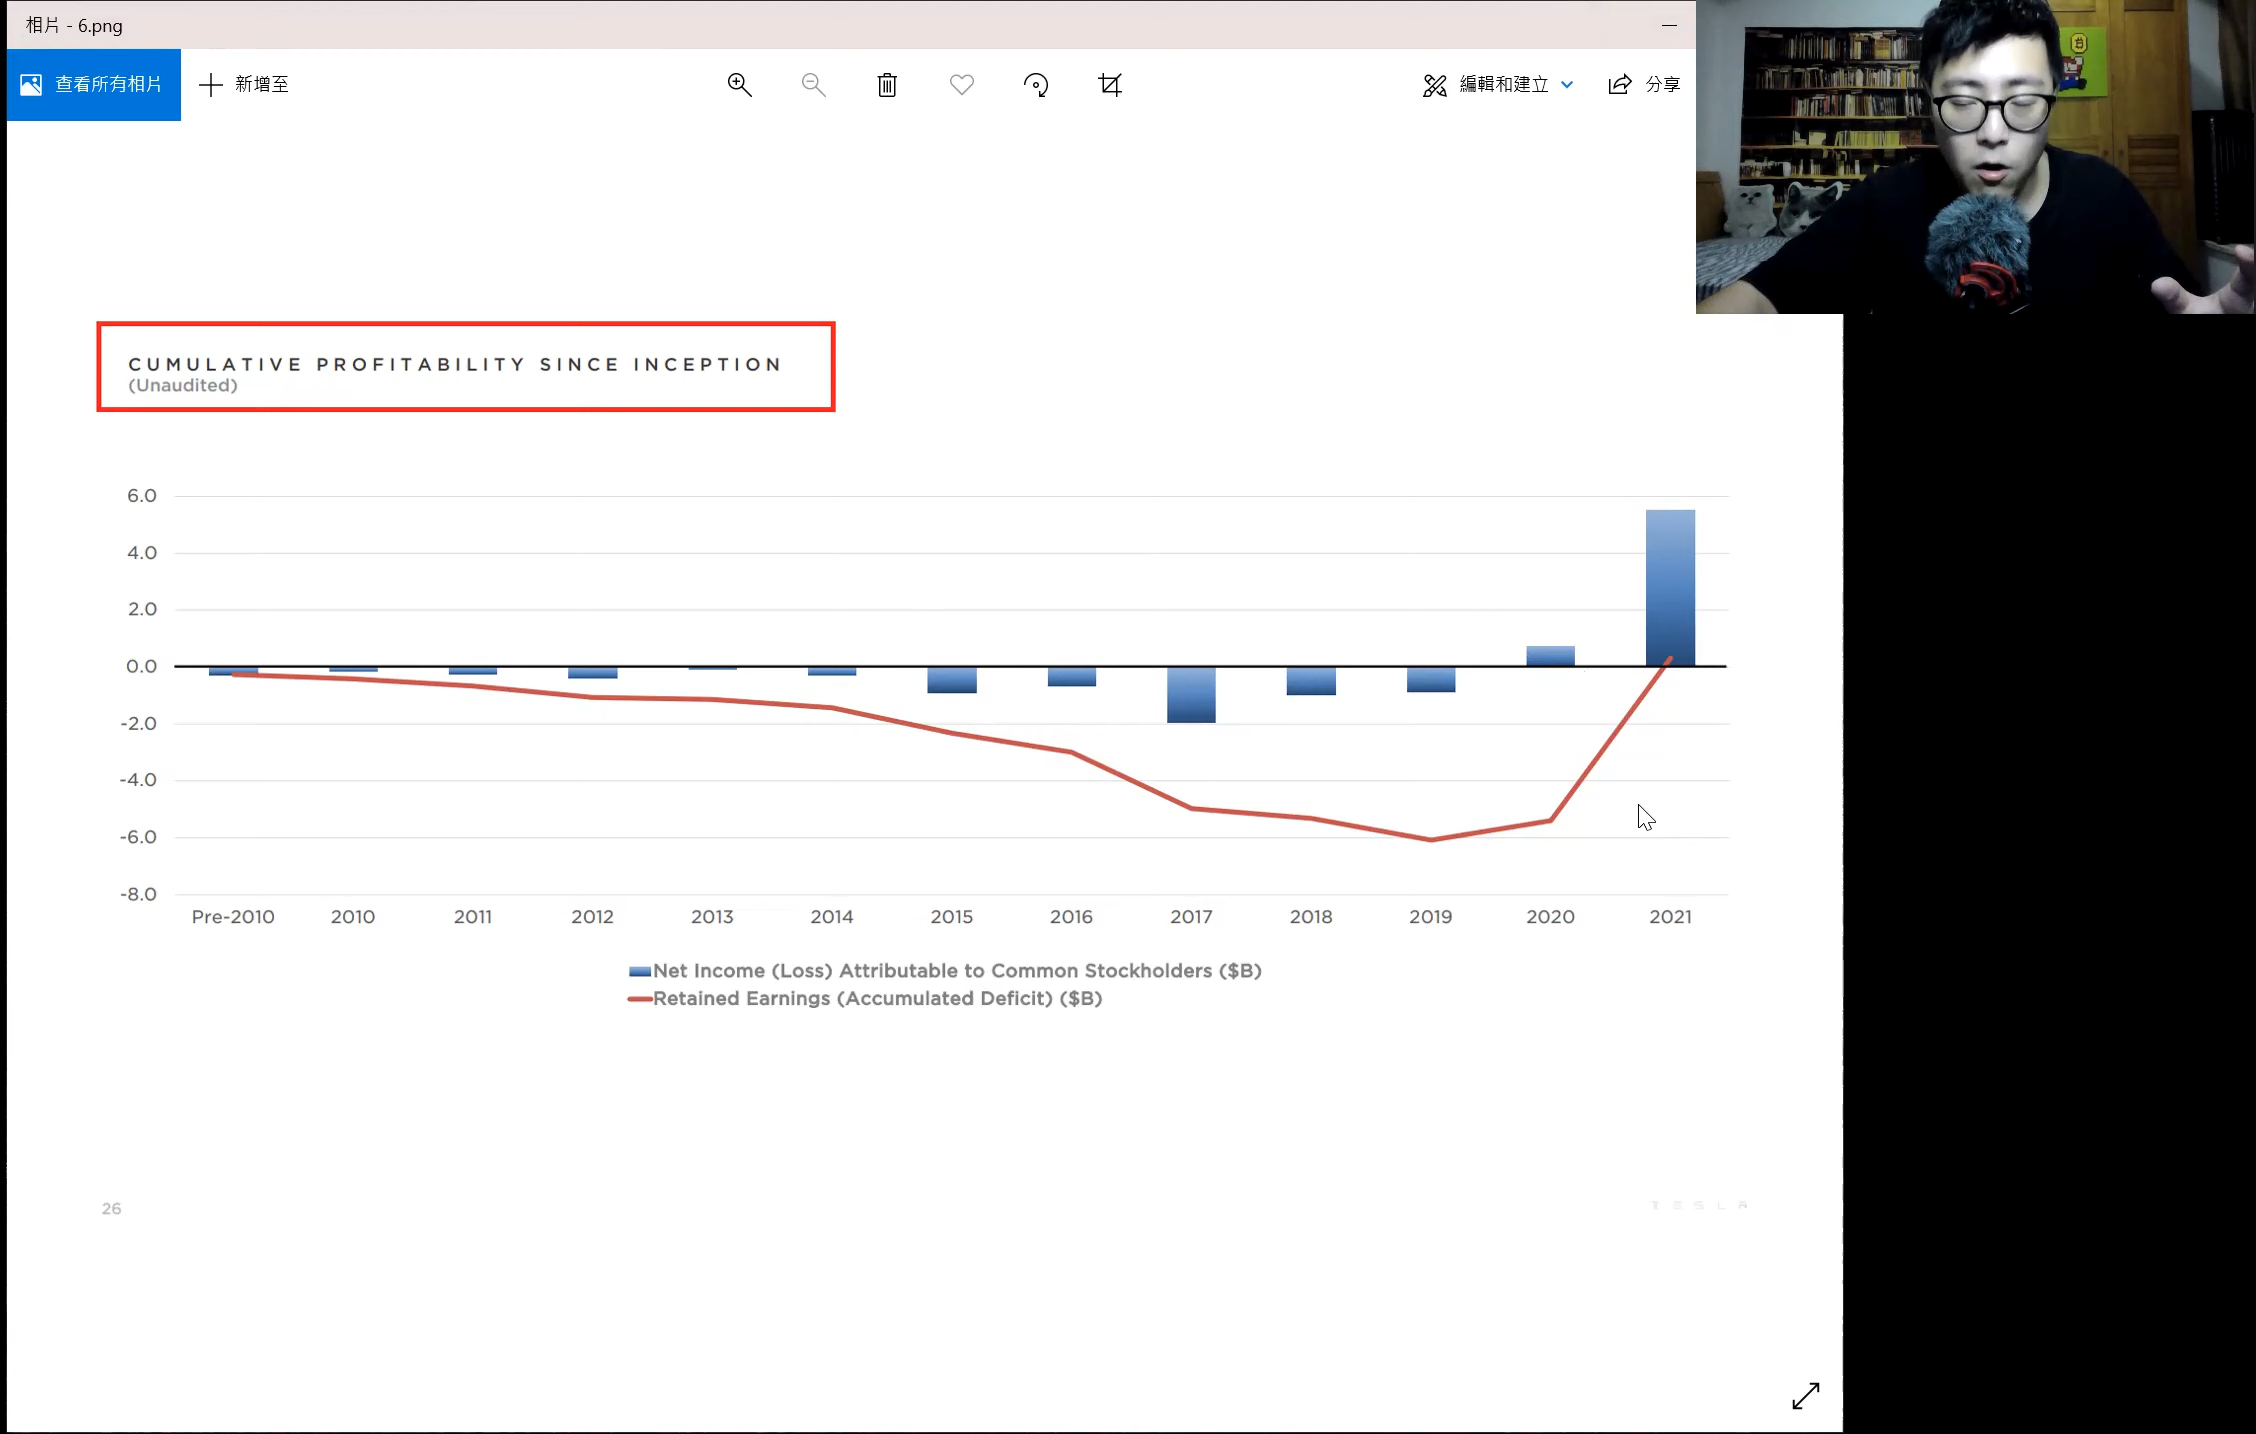 相片 - 6.png
查看所有相片
新增至
編輯和建立
分享
CUMULATIVE PROFITABILITY SINCE INCEPTION
(Unaudited)
6.0
4.0
2.0
0.0
-2.0
-4.0
-6.0
-8.0
Pre-2010 2010 2011 2012 2013 2014 2015 2016 2017 2018 2019 2020 2021
Net Income (Loss) Attributable to Common Stockholders ($B)
Retained Earnings (Accumulated Deficit) ($B)
26
TESLA